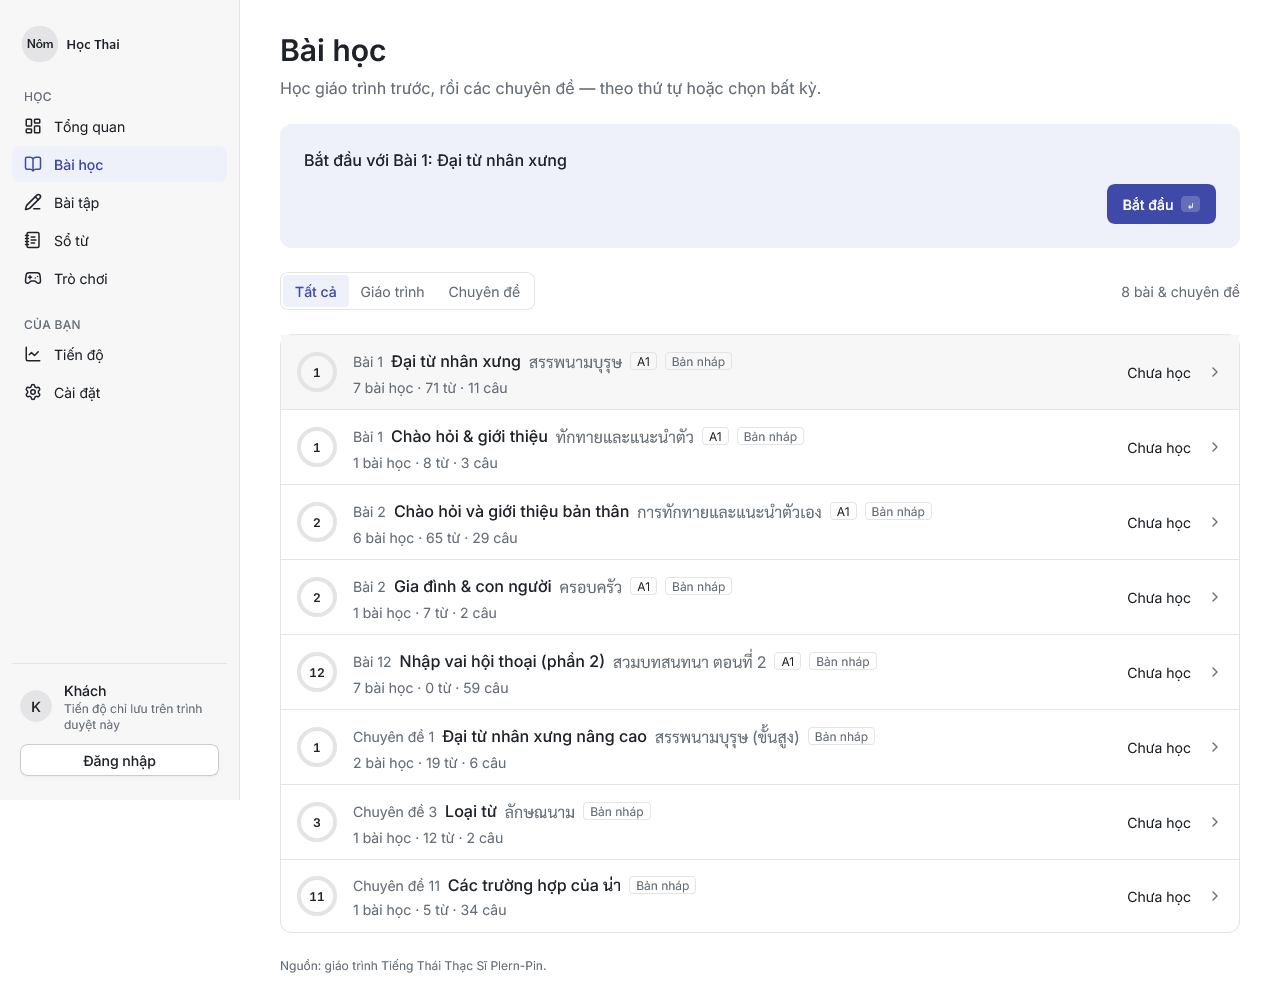 Nôm Học Thai
HỌC
Tổng quan
Bài học
Bài tập
Sổ từ
Trò chơi
CỦA BẠN
Tiến độ
Cài đặt
K
Khách
Tiến độ chỉ lưu trên trình
duyệt này
Đăng nhập
Bài học
Học giáo trình trước, rồi các chuyên đề — theo thứ tự hoặc chọn bất kỳ.
Bắt đầu với Bài 1: Đại từ nhân xưng
Bắt đầu ↵
Tất cả Giáo trình Chuyên đề 8 bài & chuyên đề
1 Bài 1 Đại từ nhân xưng สรรพนามบุรุษ A1 Bản nháp Chưa học
7 bài học · 71 từ · 11 câu
1 Bài 1 Chào hỏi & giới thiệu ทักทายและแนะนำตัว A1 Bản nháp Chưa học
1 bài học · 8 từ · 3 câu
2 Bài 2 Chào hỏi và giới thiệu bản thân การทักทายและแนะนำตัวเอง A1 Bản nháp Chưa học
6 bài học · 65 từ · 29 câu
2 Bài 2 Gia đình & con người ครอบครัว A1 Bản nháp Chưa học
1 bài học · 7 từ · 2 câu
12 Bài 12 Nhập vai hội thoại (phần 2) สวมบทสนทนา ตอนที่ 2 A1 Bản nháp Chưa học
7 bài học · 0 từ · 59 câu
1 Chuyên đề 1 Đại từ nhân xưng nâng cao สรรพนามบุรุษ (ขั้นสูง) Bản nháp Chưa học
2 bài học · 19 từ · 6 câu
3 Chuyên đề 3 Loại từ ลักษณนาม Bản nháp Chưa học
1 bài học · 12 từ · 2 câu
11 Chuyên đề 11 Các trường hợp của น่า Bản nháp Chưa học
1 bài học · 5 từ · 34 câu
Nguồn: giáo trình Tiếng Thái Thạc Sĩ Plern-Pin.